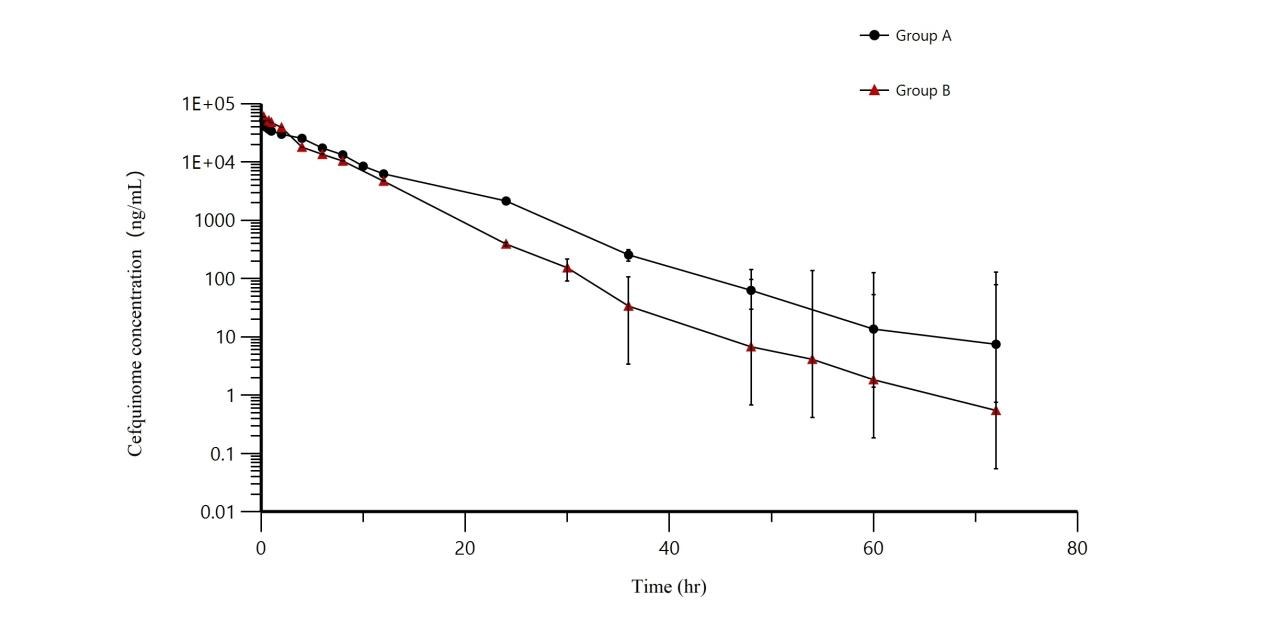 Group A
Group B
Cefquinome concentration (ng/mL)
1E+05
1E+04
1000
100
10
1
0.1
0.01
0 20 40 60 80
Time (hr)